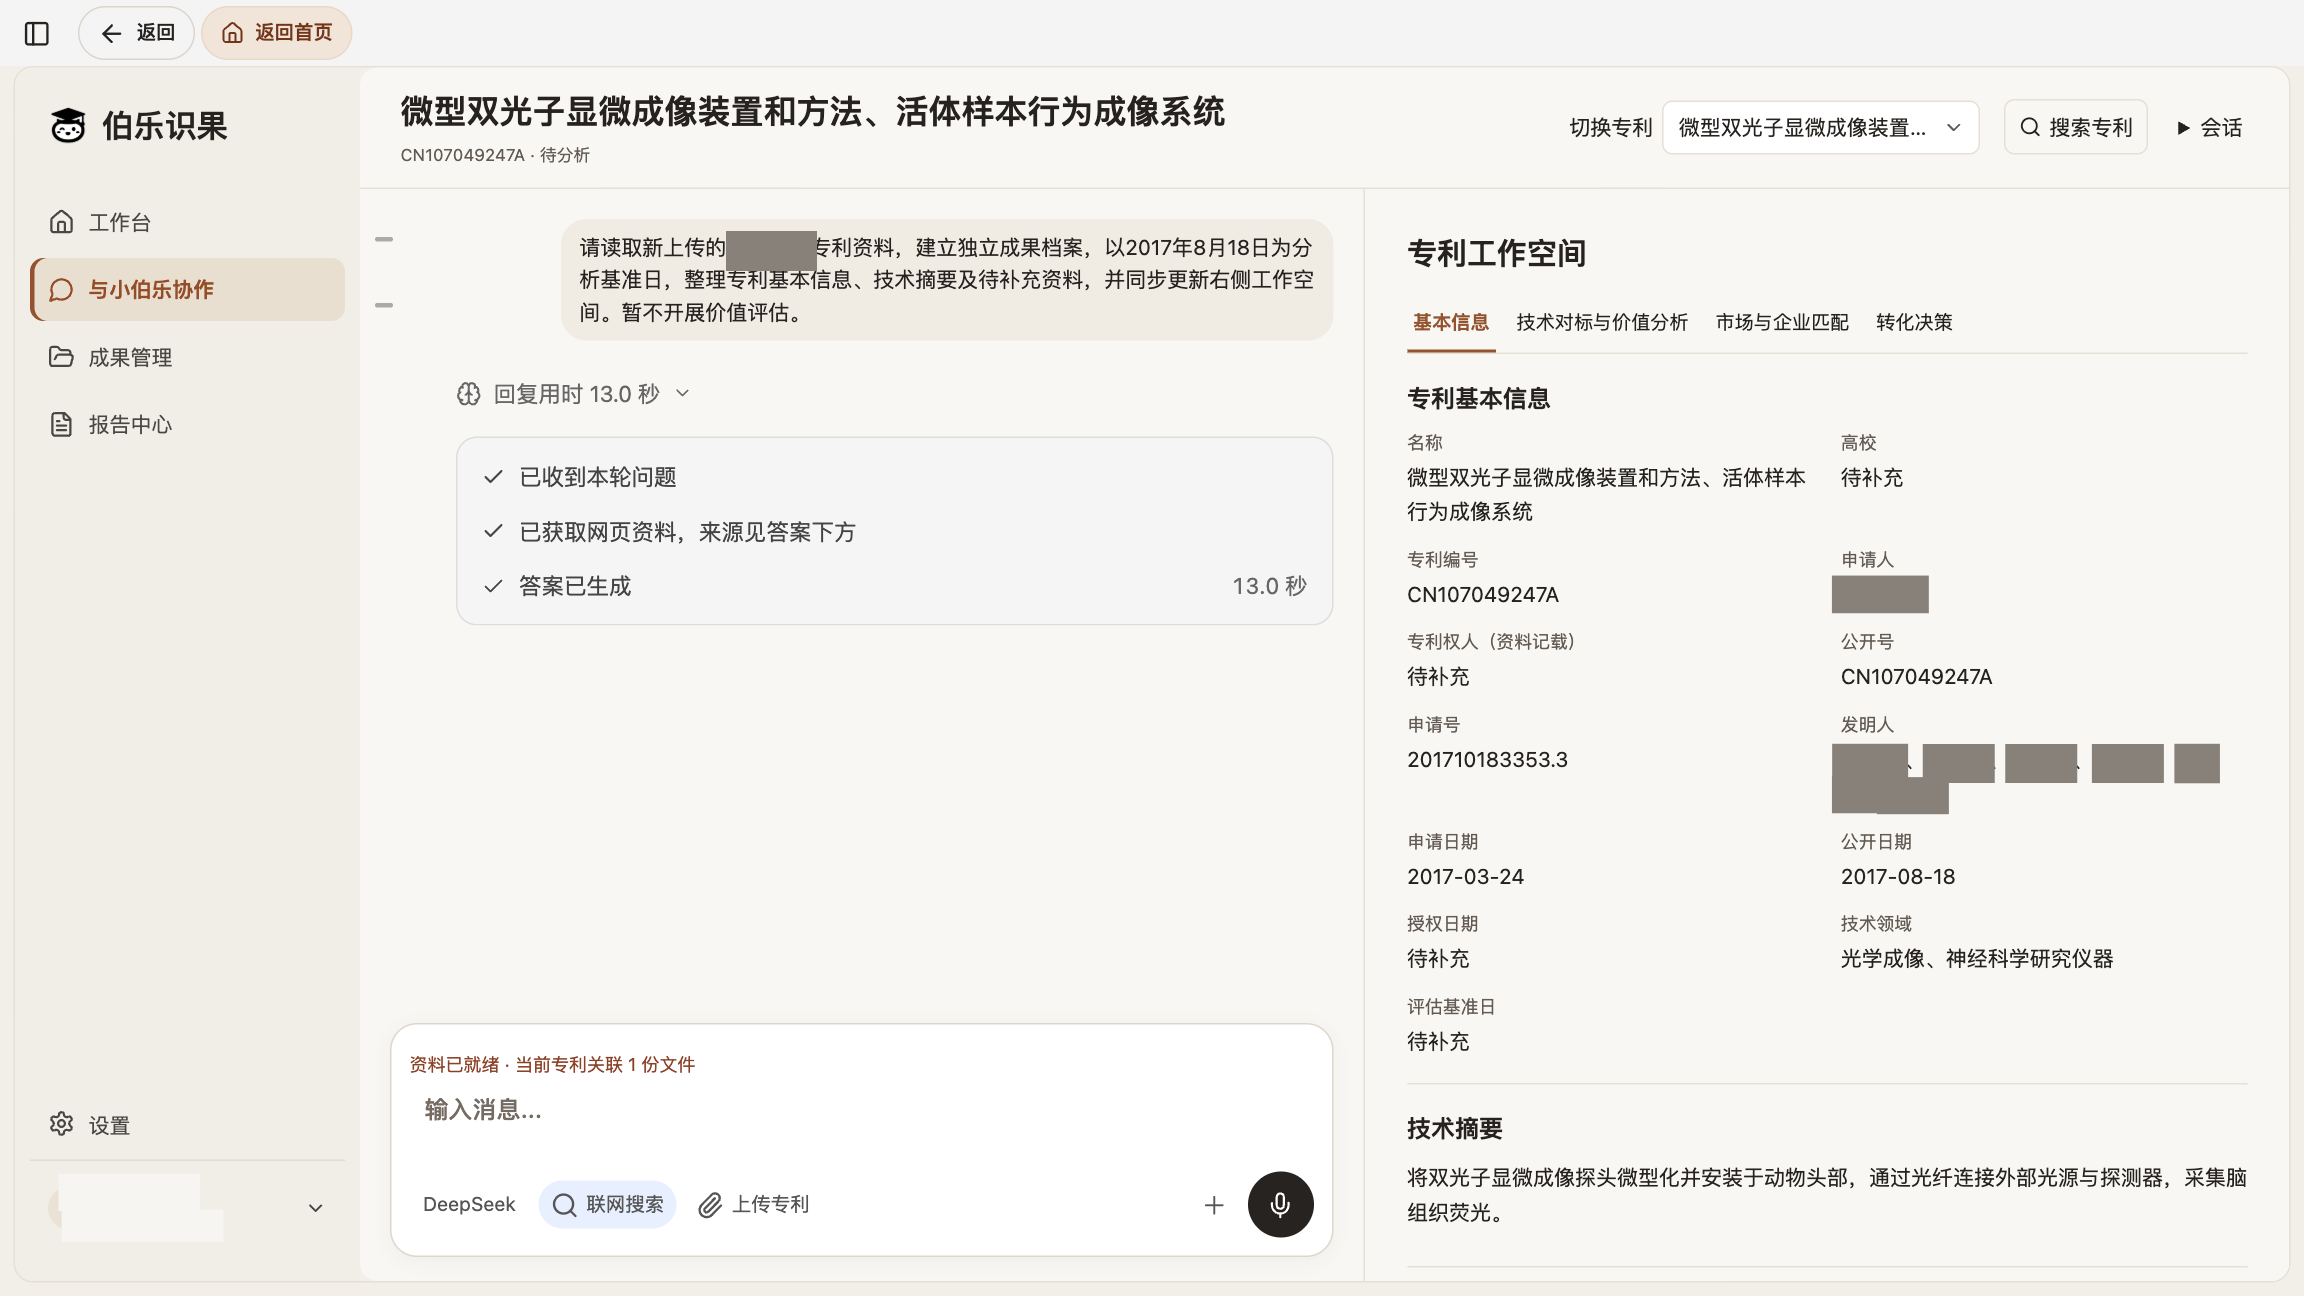 返回
返回首页
伯乐识果
工作台
与小伯乐协作
成果管理
报告中心
设置
微型双光子显微成像装置和方法、活体样本行为成像系统
CN107049247A · 待分析
切换专利
微型双光子显微成像装置...
搜索专利
会话
请读取新上传的 专利资料，建立独立成果档案，以2017年8月18日为分
析基准日，整理专利基本信息、技术摘要及待补充资料，并同步更新右侧工作空
间。暂不开展价值评估。
回复用时 13.0 秒
已收到本轮问题
已获取网页资料，来源见答案下方
答案已生成
13.0 秒
资料已就绪 · 当前专利关联 1 份文件
输入消息...
DeepSeek
联网搜索
上传专利
专利工作空间
基本信息
技术对标与价值分析
市场与企业匹配
转化决策
专利基本信息
名称
微型双光子显微成像装置和方法、活体样本
行为成像系统
高校
待补充
专利编号
CN107049247A
申请人
专利权人（资料记载）
待补充
公开号
CN107049247A
申请号
201710183353.3
发明人
申请日期
2017-03-24
公开日期
2017-08-18
授权日期
待补充
技术领域
光学成像、神经科学研究仪器
评估基准日
待补充
技术摘要
将双光子显微成像探头微型化并安装于动物头部，通过光纤连接外部光源与探测器，采集脑
组织荧光。